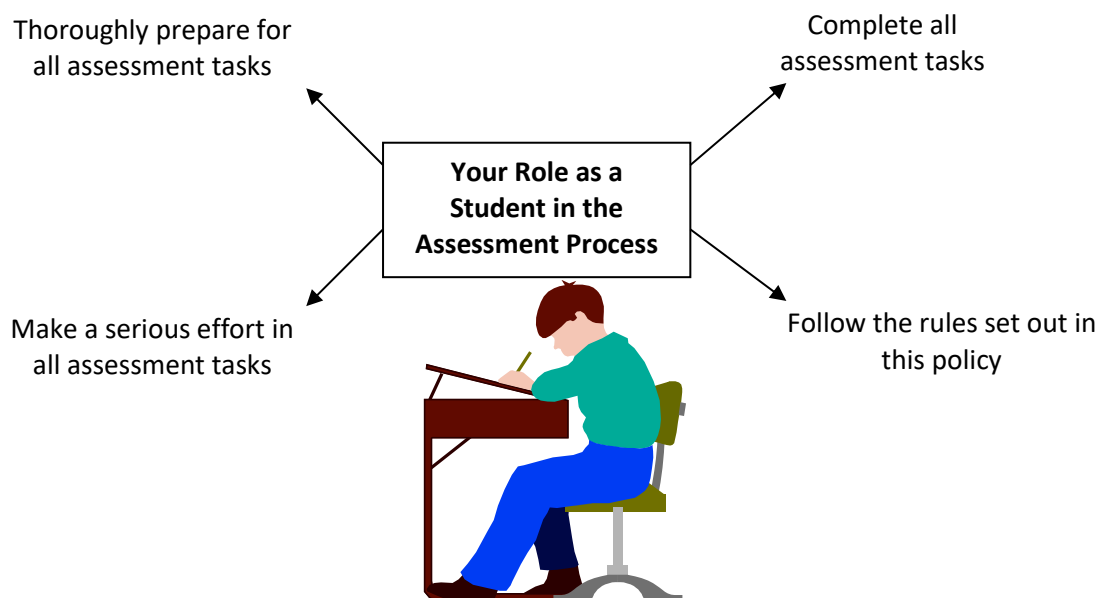 Thoroughly prepare for
all assessment tasks
Complete all
assessment tasks
Your Role as a
Student in the
Assessment Process
Make a serious effort in
all assessment tasks
Follow the rules set out in
this policy